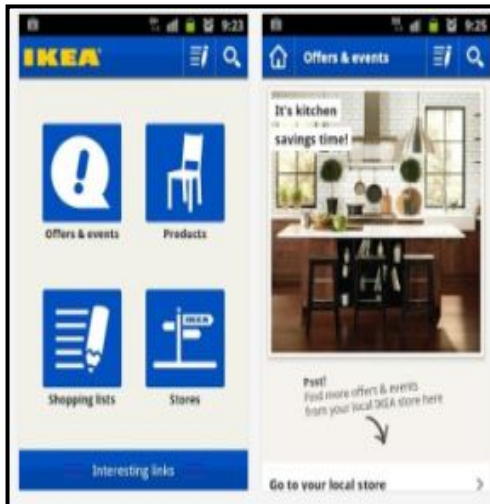 9:23
IKEA
Offers & events
Products
Shopping lists
IKEA
Stores
Interesting links
9:25
Offers & events
It's kitchen
savings time!
Psst!
Find more offers & events
from your local IKEA store here
Go to your local store